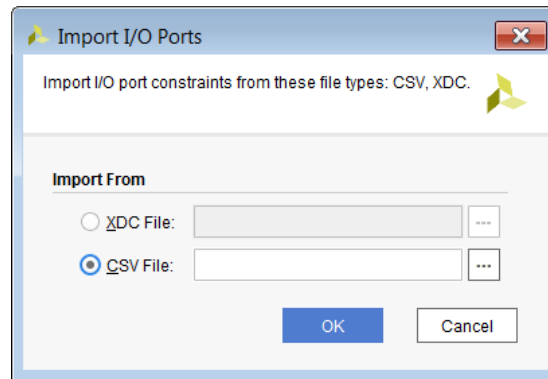 Import I/O Ports
Import I/O port constraints from these file types: CSV, XDC.
Import From
XDC File:
...
CSV File:
...
OK
Cancel